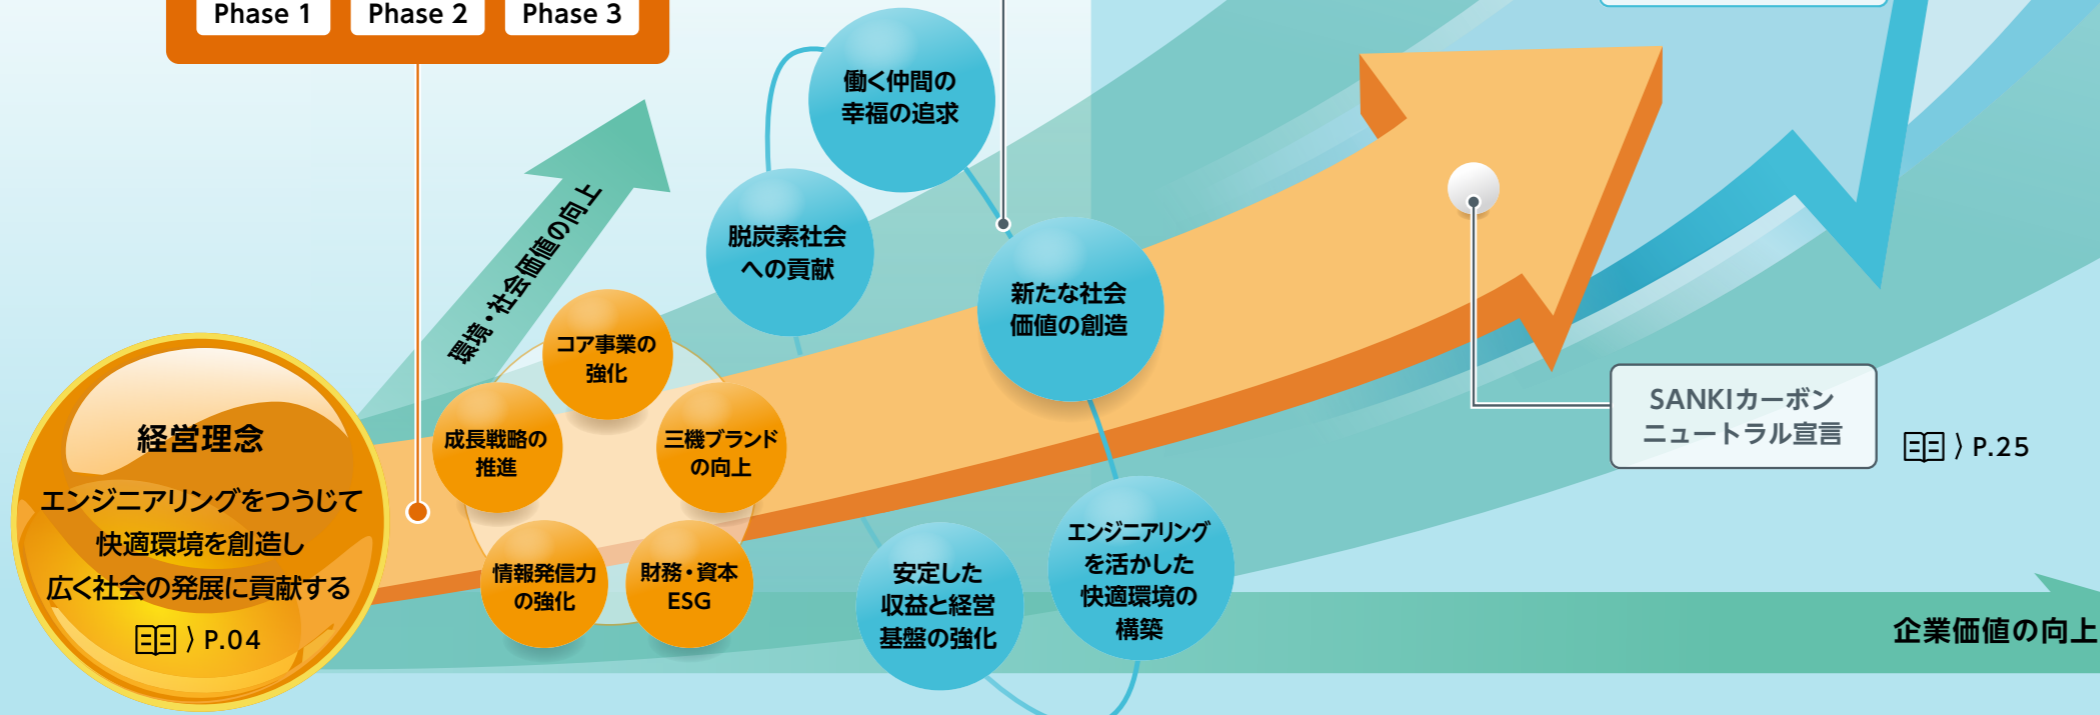 Phase 1
Phase 2
Phase 3
働く仲間の
幸福の追求
脱炭素社会
への貢献
環境・社会価値の向上
新たな社会
価値の創造
コア事業の
強化
成長戦略の
推進
三機ブランド
の向上
情報発信力
の強化
財務・資本
ESG
経営理念
エンジニアリングをつうじて
快適環境を創造し
広く社会の発展に貢献する
P.04
安定した
収益と経営
基盤の強化
エンジニアリング
を活かした
快適環境の
構築
SANKIカーボン
ニュートラル宣言
P.25
企業価値の向上